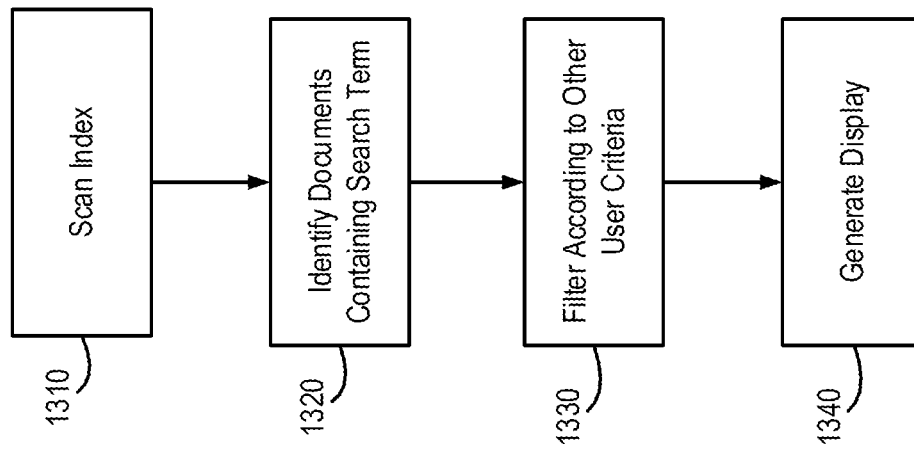 1310
Scan Index
1320
Identify Documents
Containing Search Term
1330
Filter According to Other
User Criteria
1340
Generate Display